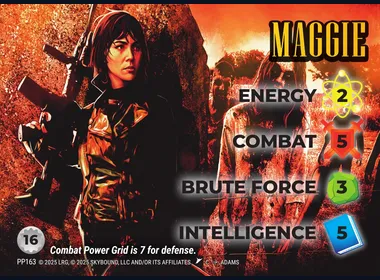 MAGGIE
ENERGY 2
COMBAT 5
BRUTE FORCE 3
INTELLIGENCE 5
16
Combat Power Grid is 7 for defense.
PP163 © 2025 LRG, © 2025 SKYBOUND, LLC AND/OR ITS AFFILIATES ADAMS